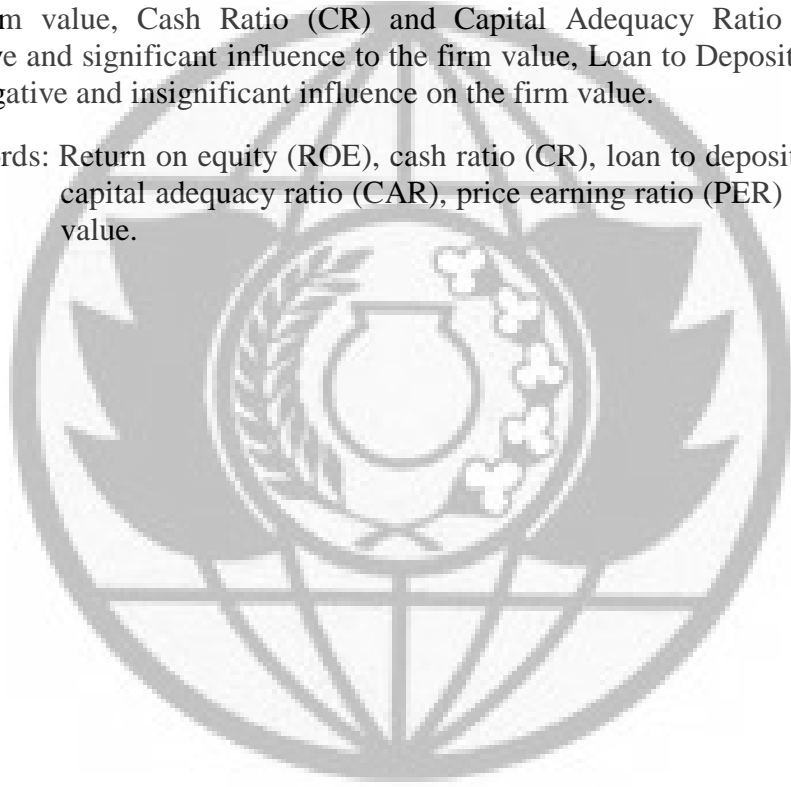 m value, Cash Ratio (CR) and Capital Adequacy Ratio
ve and significant influence to the firm value, Loan to Deposit
gative and insignificant influence on the firm value.
rds: Return on equity (ROE), cash ratio (CR), loan to deposit
capital adequacy ratio (CAR), price earning ratio (PER)
value.